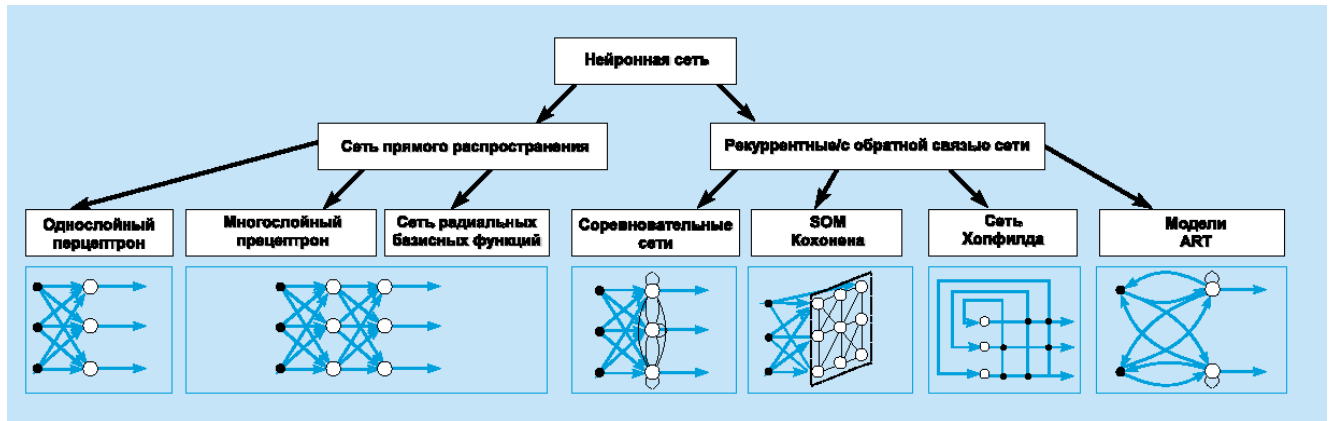 Нейронная сеть
Сеть прямого распространения
Рекуррентные/с обратной связью сети
Однослойный
перцептрон
Многослойный
прецептрон
Сеть радиальных
базисных функций
Соревновательные
сети
SOM
Кохонена
Сеть
Хопфилда
Модели
ART